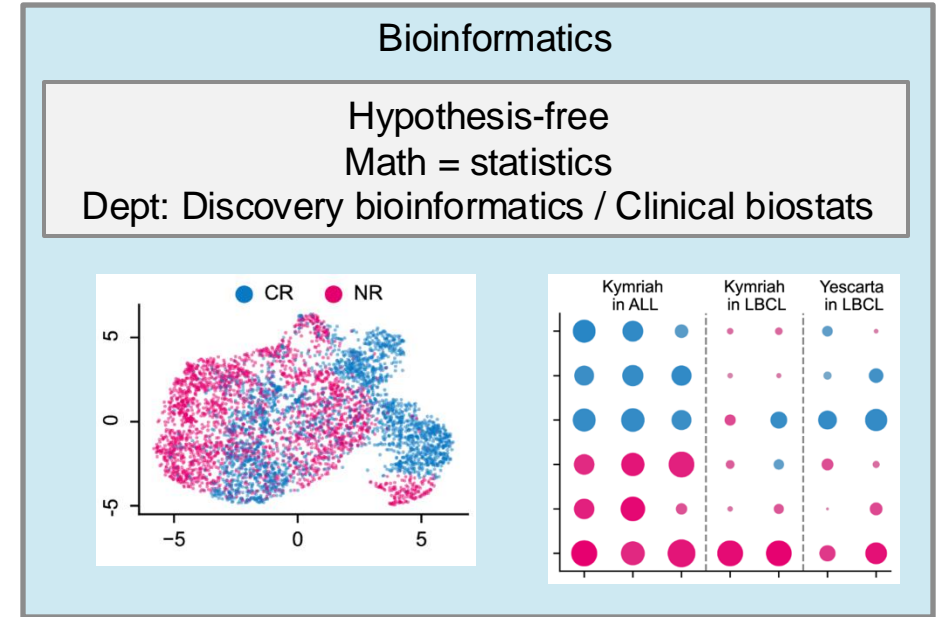 Bioinformatics
Hypothesis-free
Math = statistics
Dept: Discovery bioinformatics / Clinical biostats
CR NR
5
0
-5
−5 0 5
Kymriah Kymriah Yescarta
in ALL in LBCL in LBCL